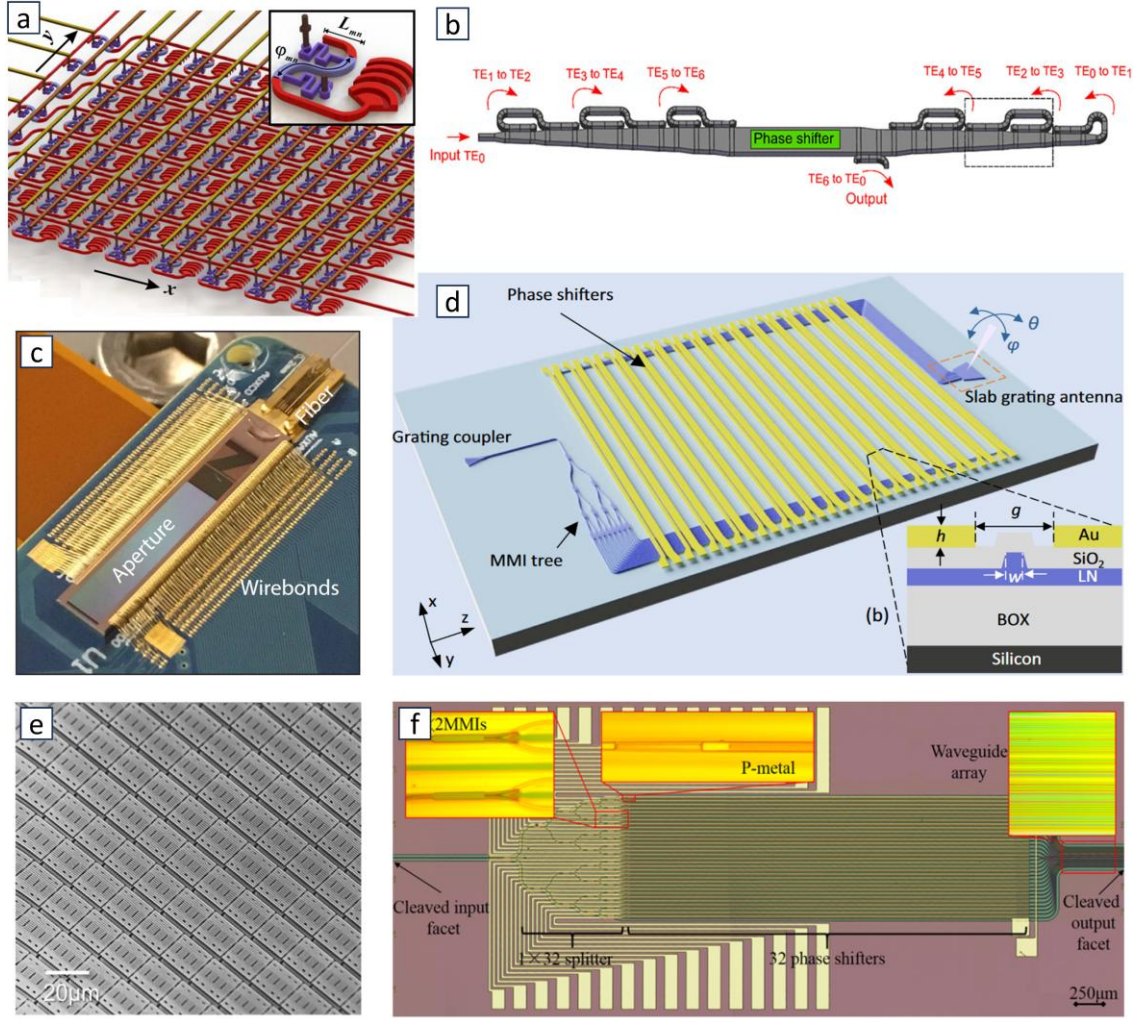 a
y
x
φmn
Lmn
b
TE1 to TE2
TE3 to TE4
TE5 to TE6
TE4 to TE5
TE2 to TE3
TE0 to TE1
Input TE0
Phase shifter
TE6 to TE0
Output
c
Fiber
Aperture
Wirebonds
d
Phase shifters
θ
φ
Slab grating antenna
Grating coupler
MMI tree
x
z
y
g
h
Au
SiO2
w
LN
(b)
BOX
Silicon
e
20μm
f
2MMIs
P-metal
Waveguide
array
Cleaved input
facet
Cleaved
output
facet
1×32 splitter
32 phase shifters
250μm